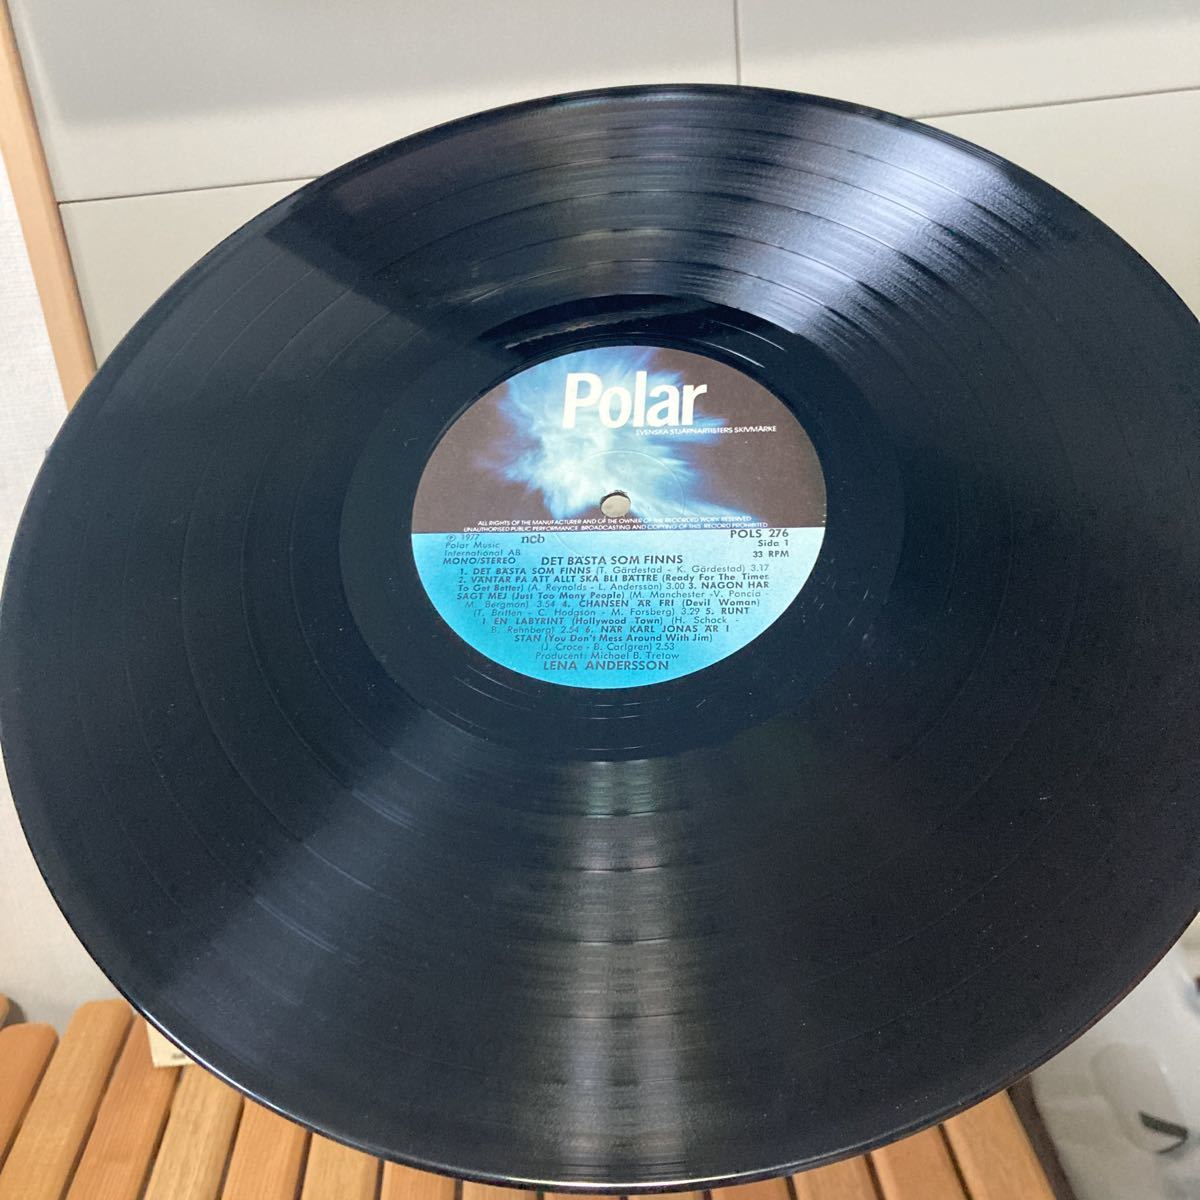 Polar
SVENSKA STJÄRNARTISTERS SKIVMÄRKE
ALL RIGHTS OF THE MANUFACTURER AND OF THE OWNER OF THE RECORDED WORK RESERVED
UNAUTHORISED PUBLIC PERFORMANCE BROADCASTING AND COPYING OF THIS RECORD PROHIBITED
℗ 1977
Polar Music
International AB
MONO/STEREO
ncb
POLS 276
Sida 1
33 RPM
DET BÄSTA SOM FINNS
1. DET BÄSTA SOM FINNS (T. Gärdestad - K. Gärdestad) 3.17
2. VÄNTAR PÅ ATT ALLT SKA BLI BÄTTRE (Ready For The Times
To Get Better) (A. Reynolds - L. Andersson) 3.00 3. NÅGON HAR
SAGT MEJ (Just Too Many People) (M. Manchester - V. Poncia -
M. Bergman) 3.54 4. CHANSEN ÄR FRI (Devil Woman)
(T. Britten - C. Hodgson - M. Forsberg) 3.29 5. RUNT
I EN LABYRINT (Hollywood Town) (H. Schock -
B. Rehnberg) 2.54 6. NÄR KARL JONAS ÄR I
STAN (You Don't Mess Around With Jim)
(J. Croce - B. Carlgren) 2.53
Producent: Michael B. Tretow
LENA ANDERSSON